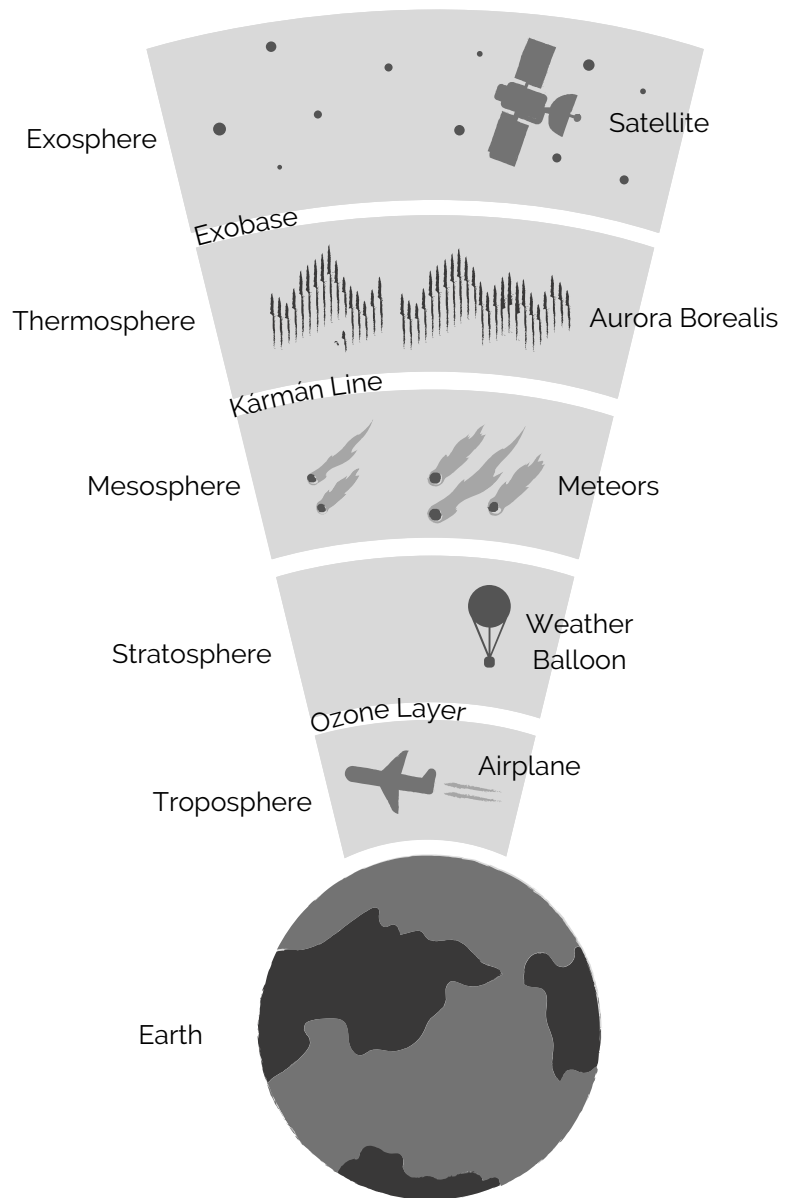 Exosphere
Satellite
Exobase
Thermosphere
Aurora Borealis
Kármán Line
Mesosphere
Meteors
Stratosphere
Weather
Balloon
Ozone Layer
Airplane
Troposphere
Earth